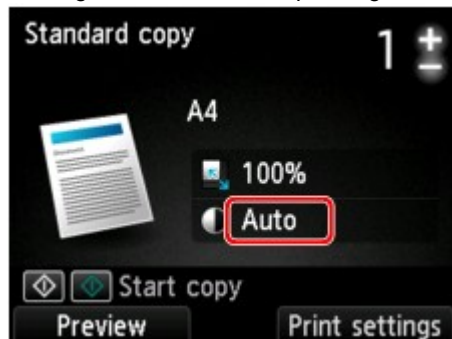 Standard copy
1 +
−
A4
100%
Auto
Start copy
Preview
Print settings